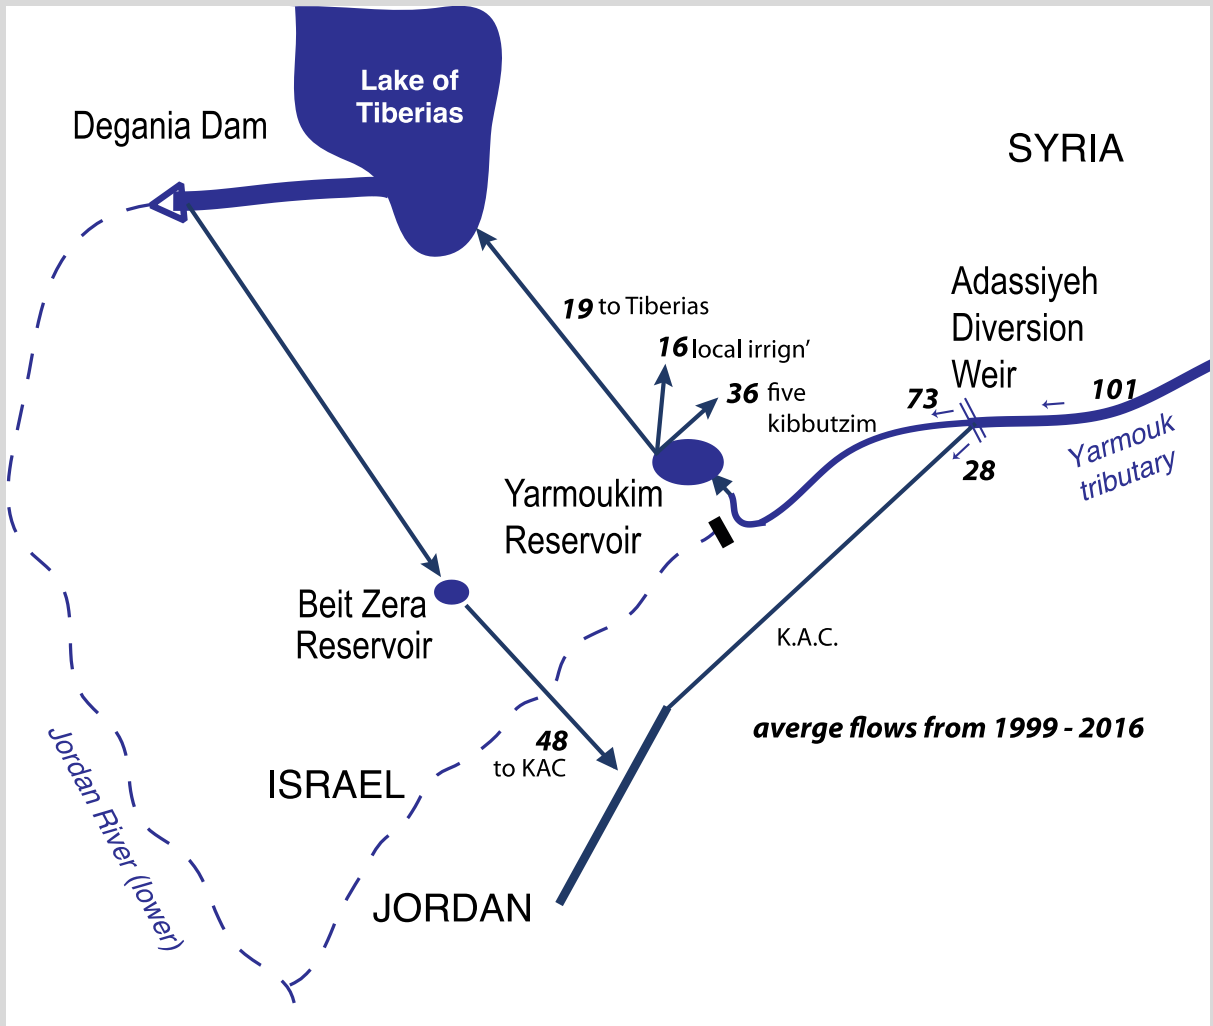 Lake of
Tiberias
Degania Dam
SYRIA
Adassiyeh
Diversion
Weir
19 to Tiberias
16 local irrign'
36 five
kibbutzim
73
101
28
Yarmouk
tributary
Yarmoukim
Reservoir
Beit Zera
Reservoir
K.A.C.
averge flows from 1999 - 2016
48
to KAC
ISRAEL
Jordan River (lower)
JORDAN